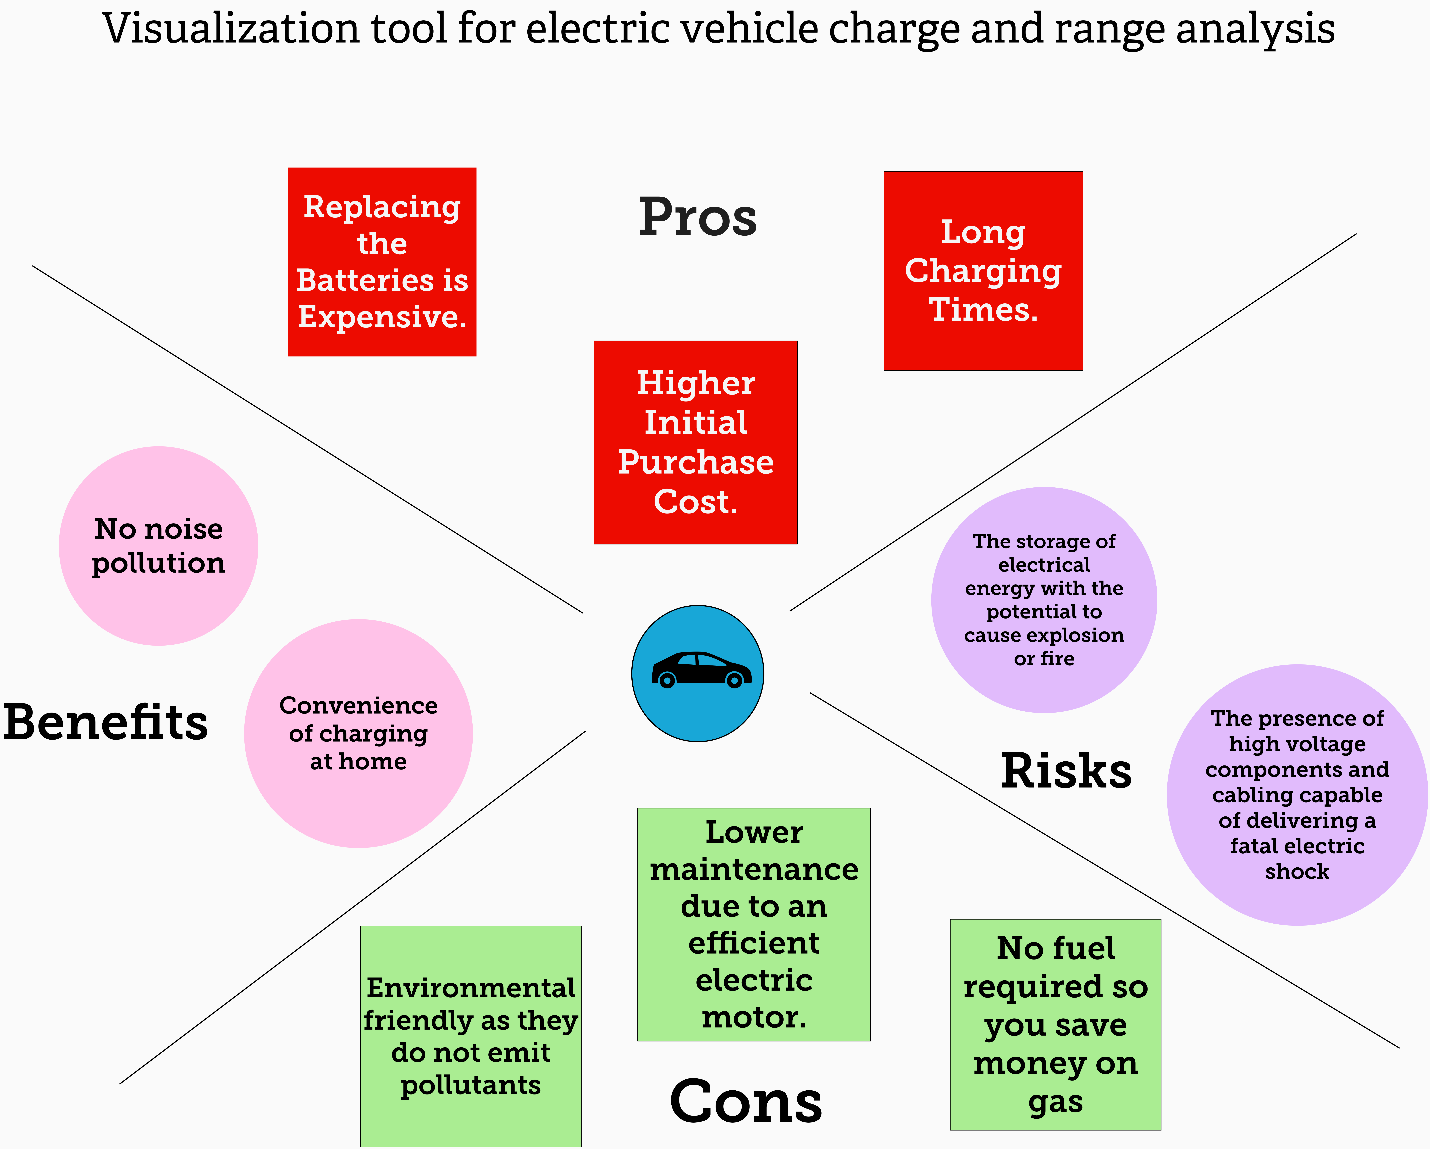 Visualization tool for electric vehicle charge and range analysis
Pros
Replacing
the
Batteries is
Expensive.
Long
Charging
Times.
Higher
Initial
Purchase
Cost.
No noise
pollution
Convenience
of charging
at home
Benefits
The storage of
electrical
energy with the
potential to
cause explosion
or fire
Risks
The presence of
high voltage
components and
cabling capable
of delivering a
fatal electric
shock
Lower
maintenance
due to an
efficient
electric
motor.
Environmental
friendly as they
do not emit
pollutants
No fuel
required so
you save
money on
gas
Cons